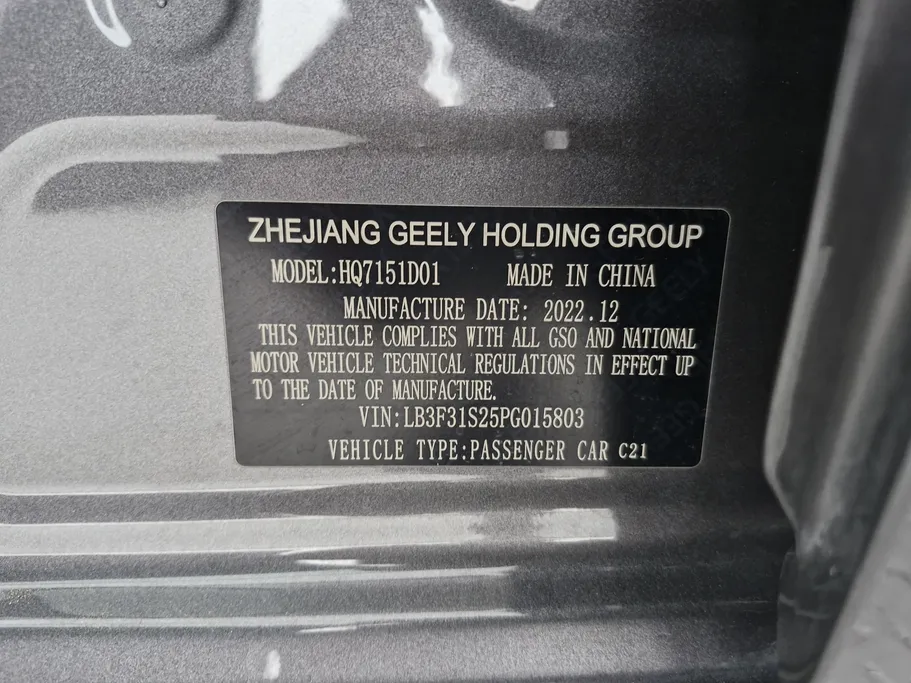 ZHEJIANG GEELY HOLDING GROUP
MODEL:HQ7151D01 MADE IN CHINA
MANUFACTURE DATE: 2022.12
THIS VEHICLE COMPLIES WITH ALL GSO AND NATIONAL
MOTOR VEHICLE TECHNICAL REGULATIONS IN EFFECT UP
TO THE DATE OF MANUFACTURE.
VIN:LB3F31S25PG015803
VEHICLE TYPE:PASSENGER CAR C21